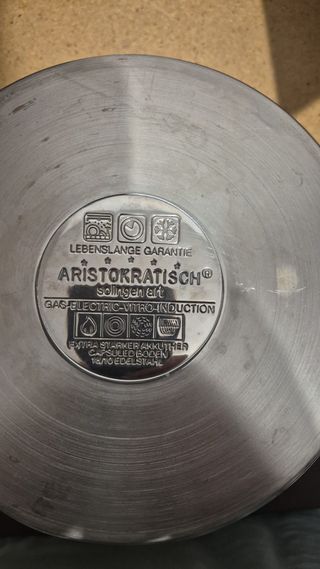 LEBENSLANGE GARANTIE
ARISTOKRATISCH®
solingen art
GAS-ELECTRIC-VITRO-INDUCTION
EXTRA STARKER AKKUTHER
CAPSULED BODEN
18/10 EDELSTAHL